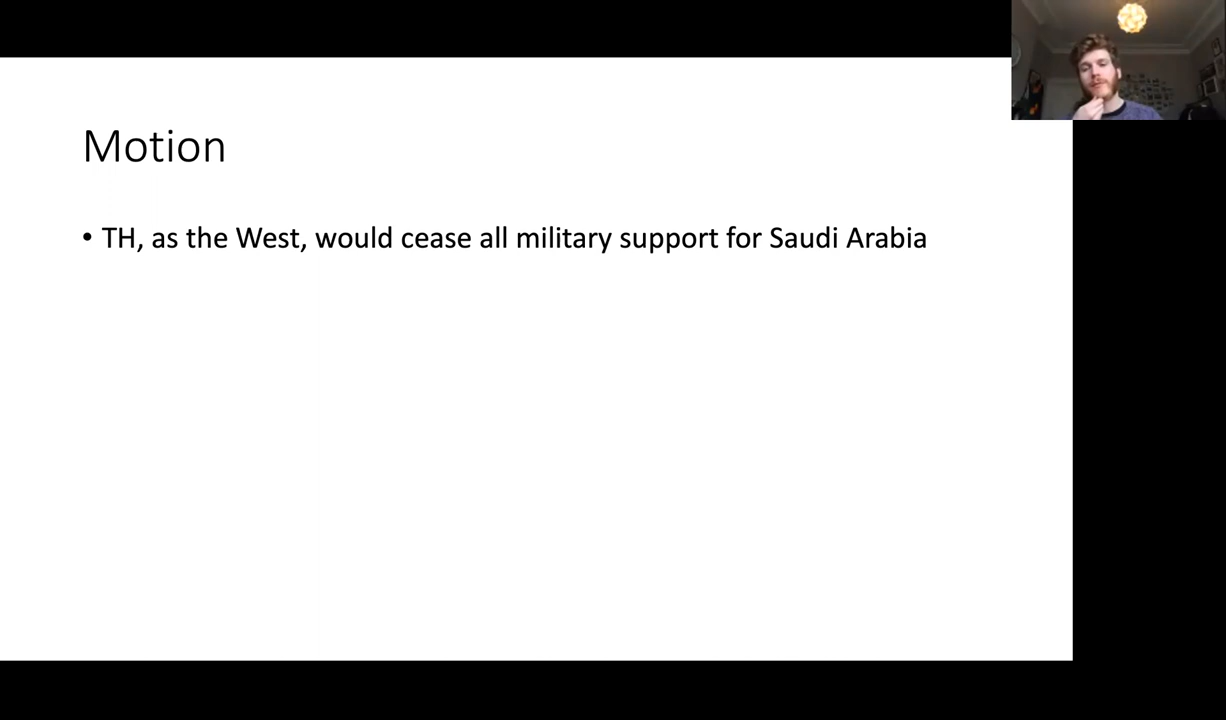 Motion
• TH, as the West, would cease all military support for Saudi Arabia